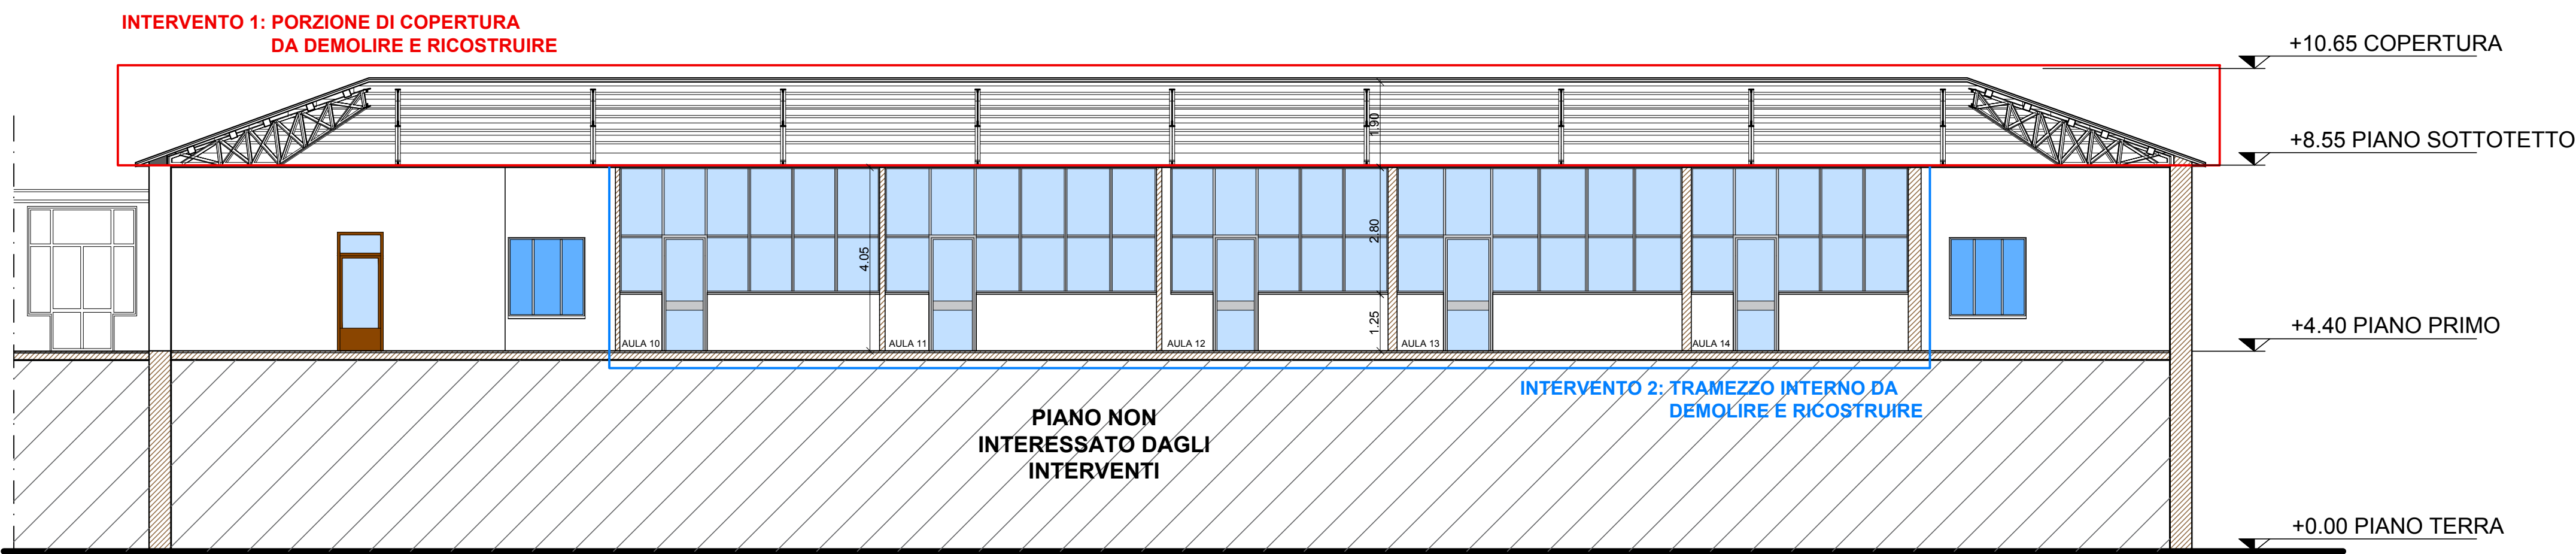 INTERVENTO 1: PORZIONE DI COPERTURA
DA DEMOLIRE E RICOSTRUIRE
+10.65 COPERTURA
+8.55 PIANO SOTTOTETTO
1.90
4.05
2.80
1.25
+4.40 PIANO PRIMO
AULA 10
AULA 11
AULA 12
AULA 13
AULA 14
INTERVENTO 2: TRAMEZZO INTERNO DA
DEMOLIRE E RICOSTRUIRE
PIANO NON
INTERESSATO DAGLI
INTERVENTI
+0.00 PIANO TERRA